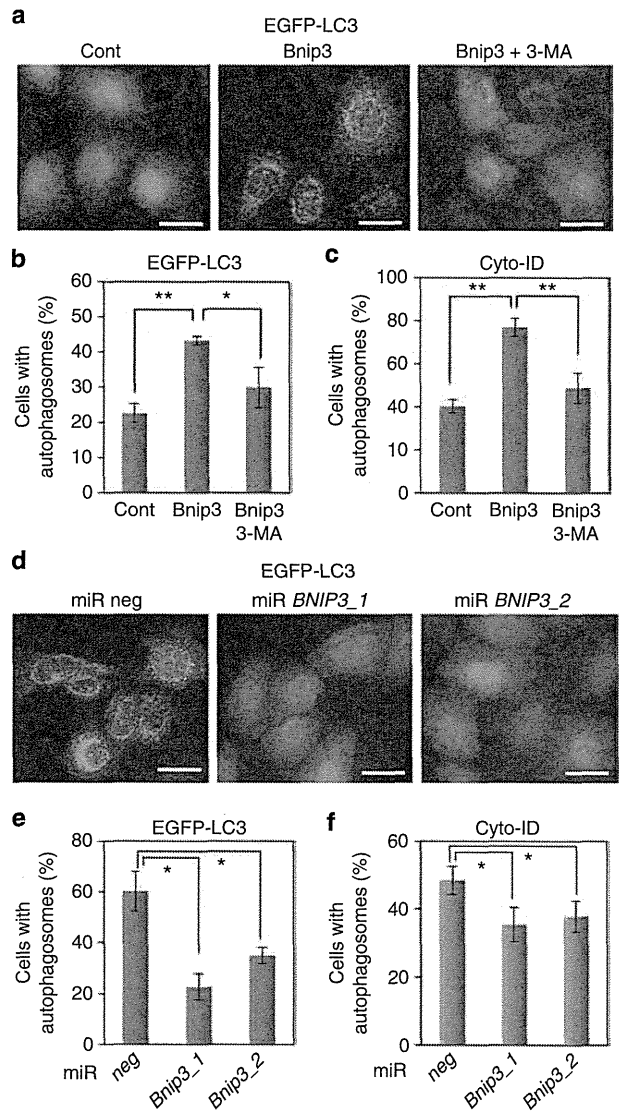 a
EGFP-LC3
Cont
Bnip3
Bnip3 + 3-MA
b
EGFP-LC3
Cells with autophagosomes (%)
60
50
40
30
20
10
0
**
*
Cont
Bnip3
Bnip3 3-MA
c
Cyto-ID
Cells with autophagosomes (%)
100
80
60
40
10
0
**
**
Cont
Bnip3
Bnip3 3-MA
d
EGFP-LC3
miR neg
miR BNIP3_1
miR BNIP3_2
e
EGFP-LC3
Cells with autophagosomes (%)
80
60
40
20
0
*
*
miR
neg
Bnip3_1
Bnip3_2
f
Cyto-ID
Cells with autophagosomes (%)
60
40
20
0
*
*
miR
neg
Bnip3_1
Bnip3_2